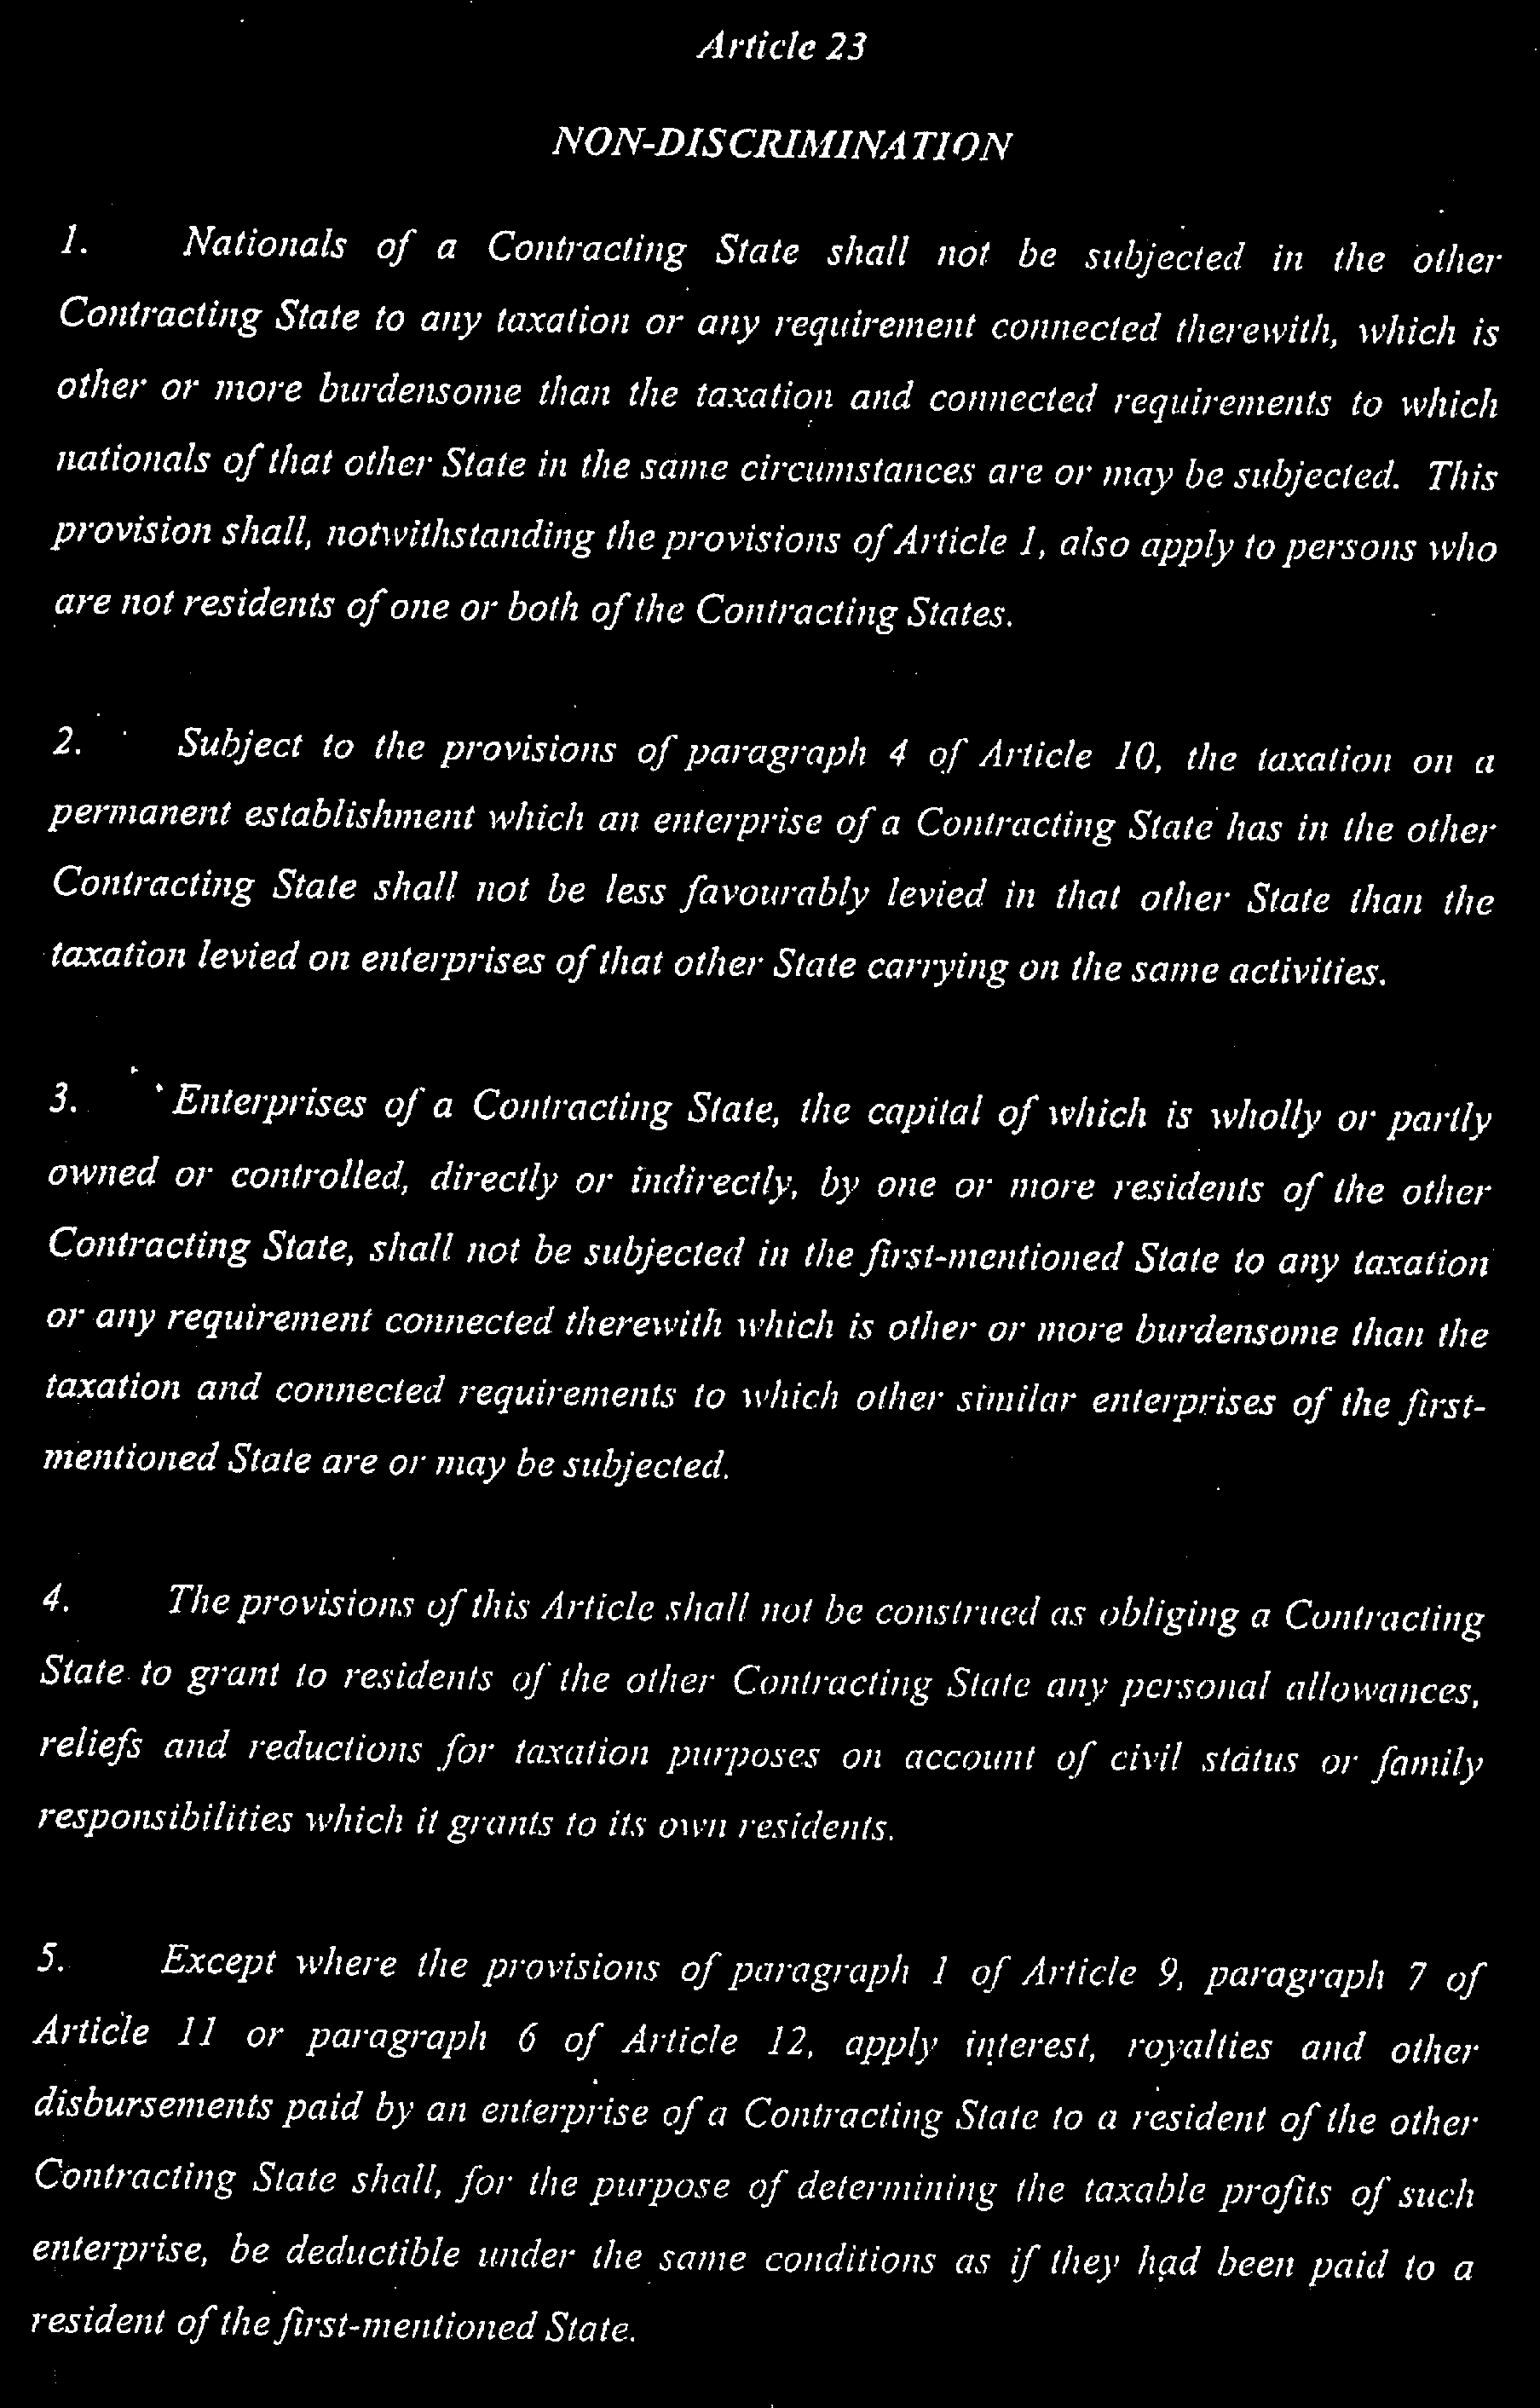 Article 23
NON-DISCRIMINATION
1. Nationals of a Contracting State shall not be subjected in the other
Contracting State to any taxation or any requirement connected therewith, which is
other or more burdensome than the taxation and connected requirements to which
nationals of that other State in the same circumstances are or may be subjected. This
provision shall, notwithstanding the provisions of Article 1, also apply to persons who
are not residents of one or both of the Contracting States.
2. Subject to the provisions of paragraph 4 of Article 10, the taxation on a
permanent establishment which an enterprise of a Contracting State has in the other
Contracting State shall not be less favourably levied in that other State than the
taxation levied on enterprises of that other State carrying on the same activities.
3. Enterprises of a Contracting State, the capital of which is wholly or partly
owned or controlled, directly or indirectly, by one or more residents of the other
Contracting State, shall not be subjected in the first-mentioned State to any taxation
or any requirement connected therewith which is other or more burdensome than the
taxation and connected requirements to which other similar enterprises of the first-
mentioned State are or may be subjected.
4. The provisions of this Article shall not be construed as obliging a Contracting
State to grant to residents of the other Contracting State any personal allowances,
reliefs and reductions for taxation purposes on account of civil status or family
responsibilities which it grants to its own residents.
5. Except where the provisions of paragraph 1 of Article 9, paragraph 7 of
Article 11 or paragraph 6 of Article 12, apply interest, royalties and other
disbursements paid by an enterprise of a Contracting State to a resident of the other
Contracting State shall, for the purpose of determining the taxable profits of such
enterprise, be deductible under the same conditions as if they had been paid to a
resident of the first-mentioned State.